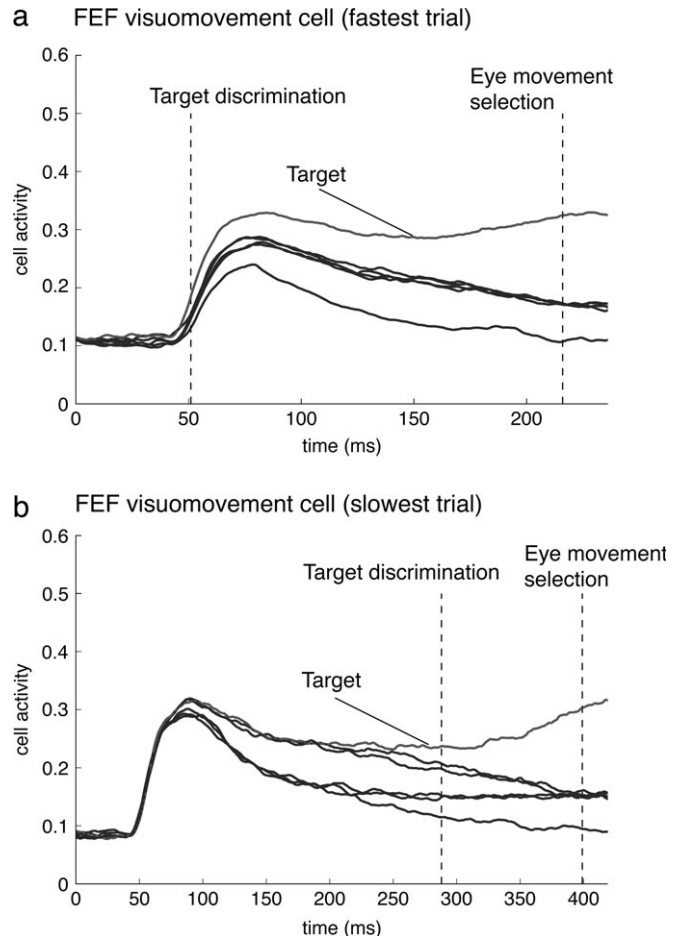 a FEF visuomovement cell (fastest trial)
0.6
0.5
0.4
0.3
0.2
0.1
0
cell activity
Target discrimination
Eye movement
selection
Target
0 50 100 150 200
time (ms)
b FEF visuomovement cell (slowest trial)
0.6
0.5
0.4
0.3
0.2
0.1
0
cell activity
Target discrimination
Eye movement
selection
Target
0 50 100 150 200 250 300 350 400
time (ms)